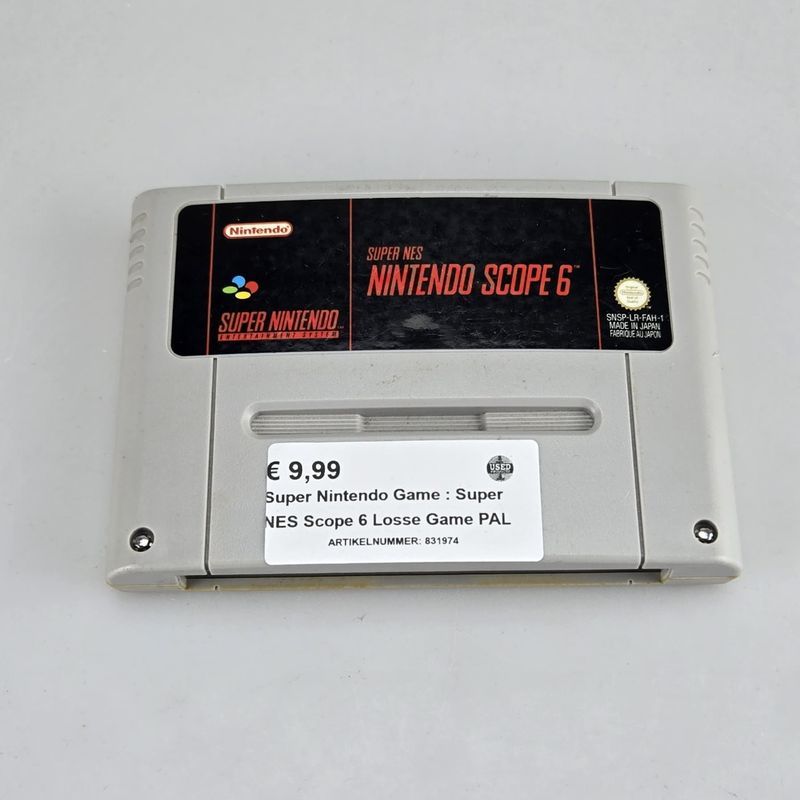 Nintendo
SUPER NINTENDO
ENTERTAINMENT SYSTEM
SUPER NES
NINTENDO SCOPE 6™
SNSP-LR-FAH-1
MADE IN JAPAN
FABRIQUE AU JAPON
€ 9,99
USED
Super Nintendo Game : Super
NES Scope 6 Losse Game PAL
ARTIKELNUMMER: 831974